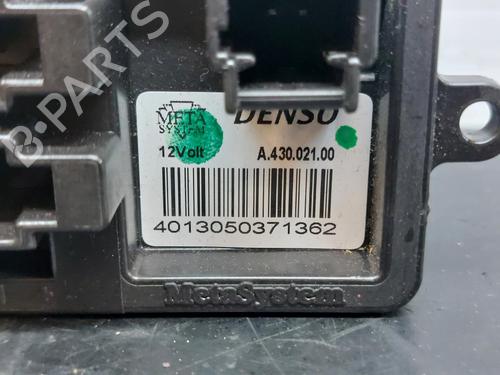 B-PARTS
META
SYSTEM
DENSO
12Volt A.430.021.00
4013050371362
MetaSystem